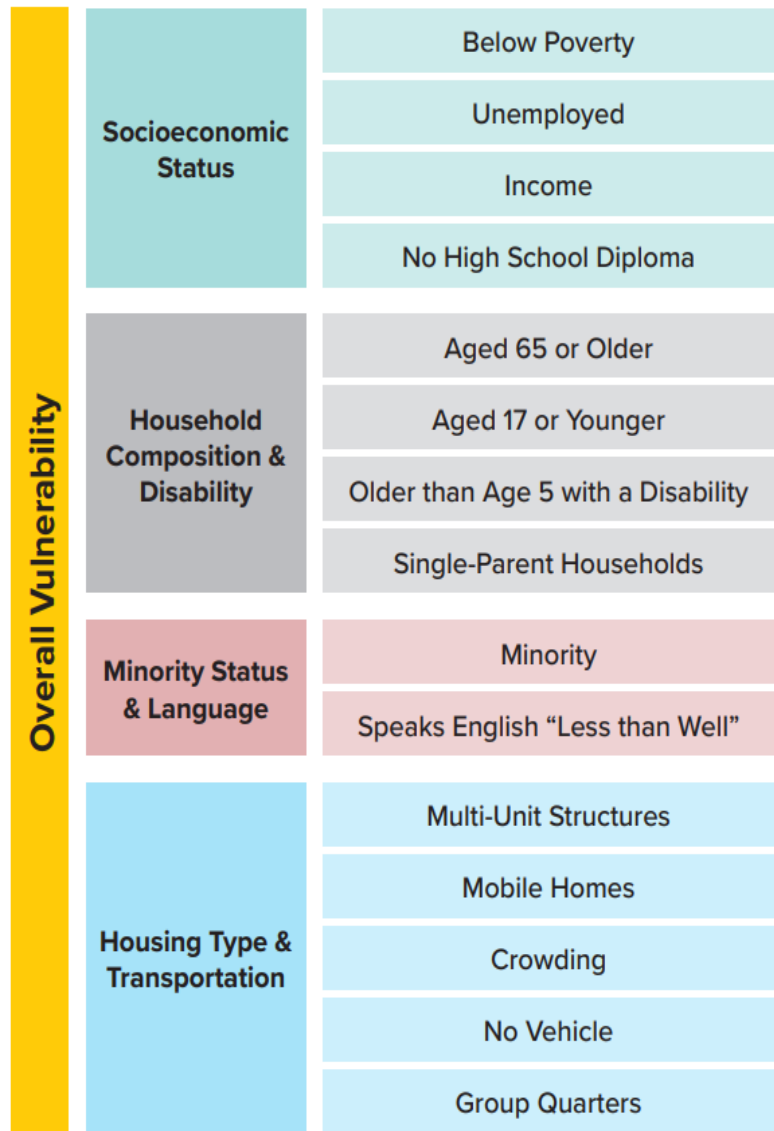 Overall Vulnerability
Socioeconomic
Status
Below Poverty
Unemployed
Income
No High School Diploma
Household
Composition &
Disability
Aged 65 or Older
Aged 17 or Younger
Older than Age 5 with a Disability
Single-Parent Households
Minority Status
& Language
Minority
Speaks English “Less than Well”
Housing Type &
Transportation
Multi-Unit Structures
Mobile Homes
Crowding
No Vehicle
Group Quarters